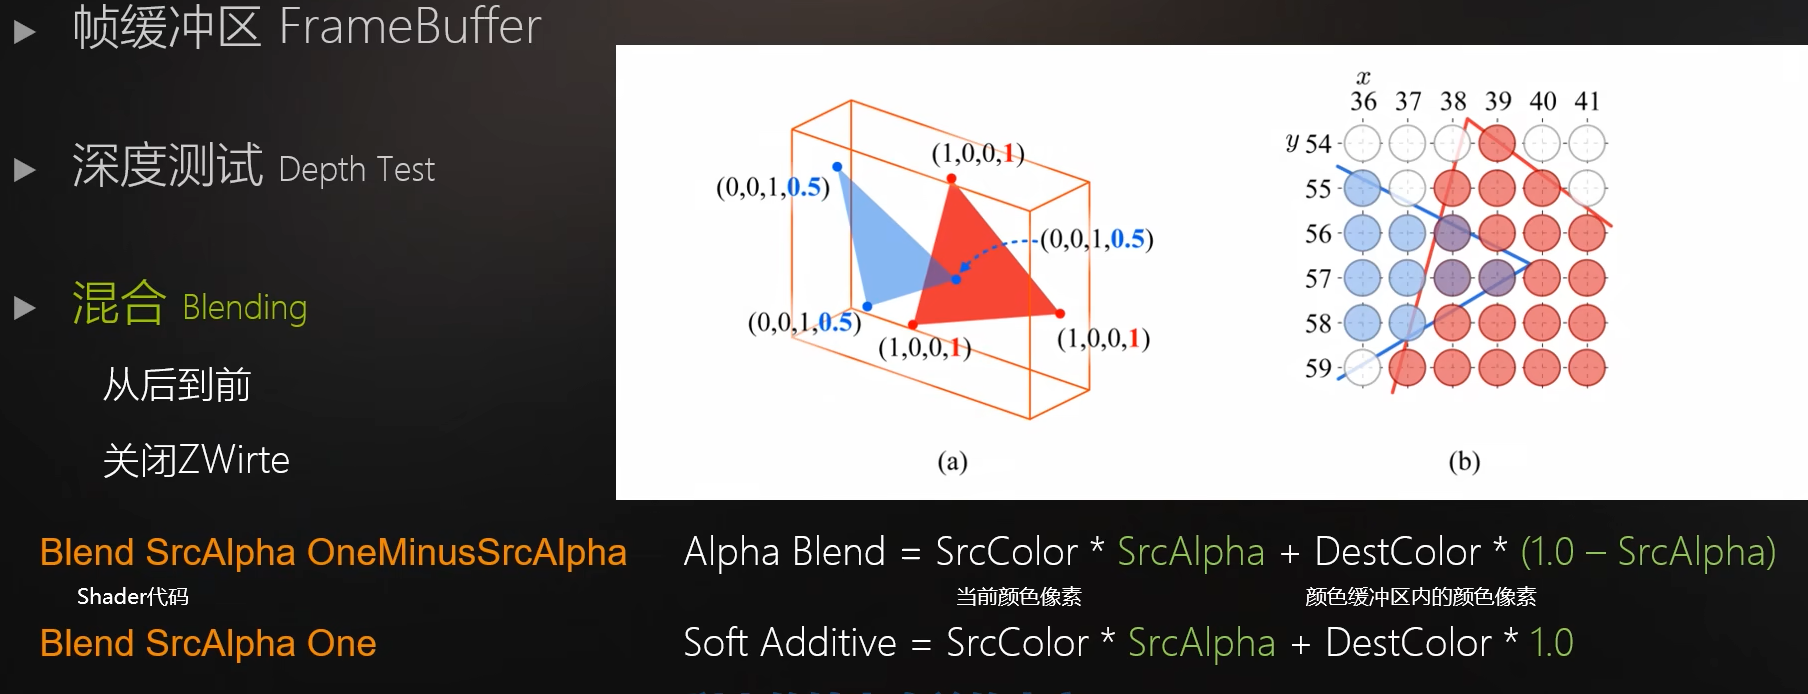 帧缓冲区 FrameBuffer
深度测试 Depth Test
混合 Blending
从后到前
关闭ZWirte
(1,0,0,1)
(0,0,1,0.5)
(0,0,1,0.5)
(0,0,1,0.5)
(1,0,0,1)
(1,0,0,1)
(a)
x
36 37 38 39 40 41
y 54
55
56
57
58
59
(b)
Blend SrcAlpha OneMinusSrcAlpha
Shader代码
Blend SrcAlpha One
Alpha Blend = SrcColor * SrcAlpha + DestColor * (1.0 – SrcAlpha)
当前颜色像素 颜色缓冲区内的颜色像素
Soft Additive = SrcColor * SrcAlpha + DestColor * 1.0